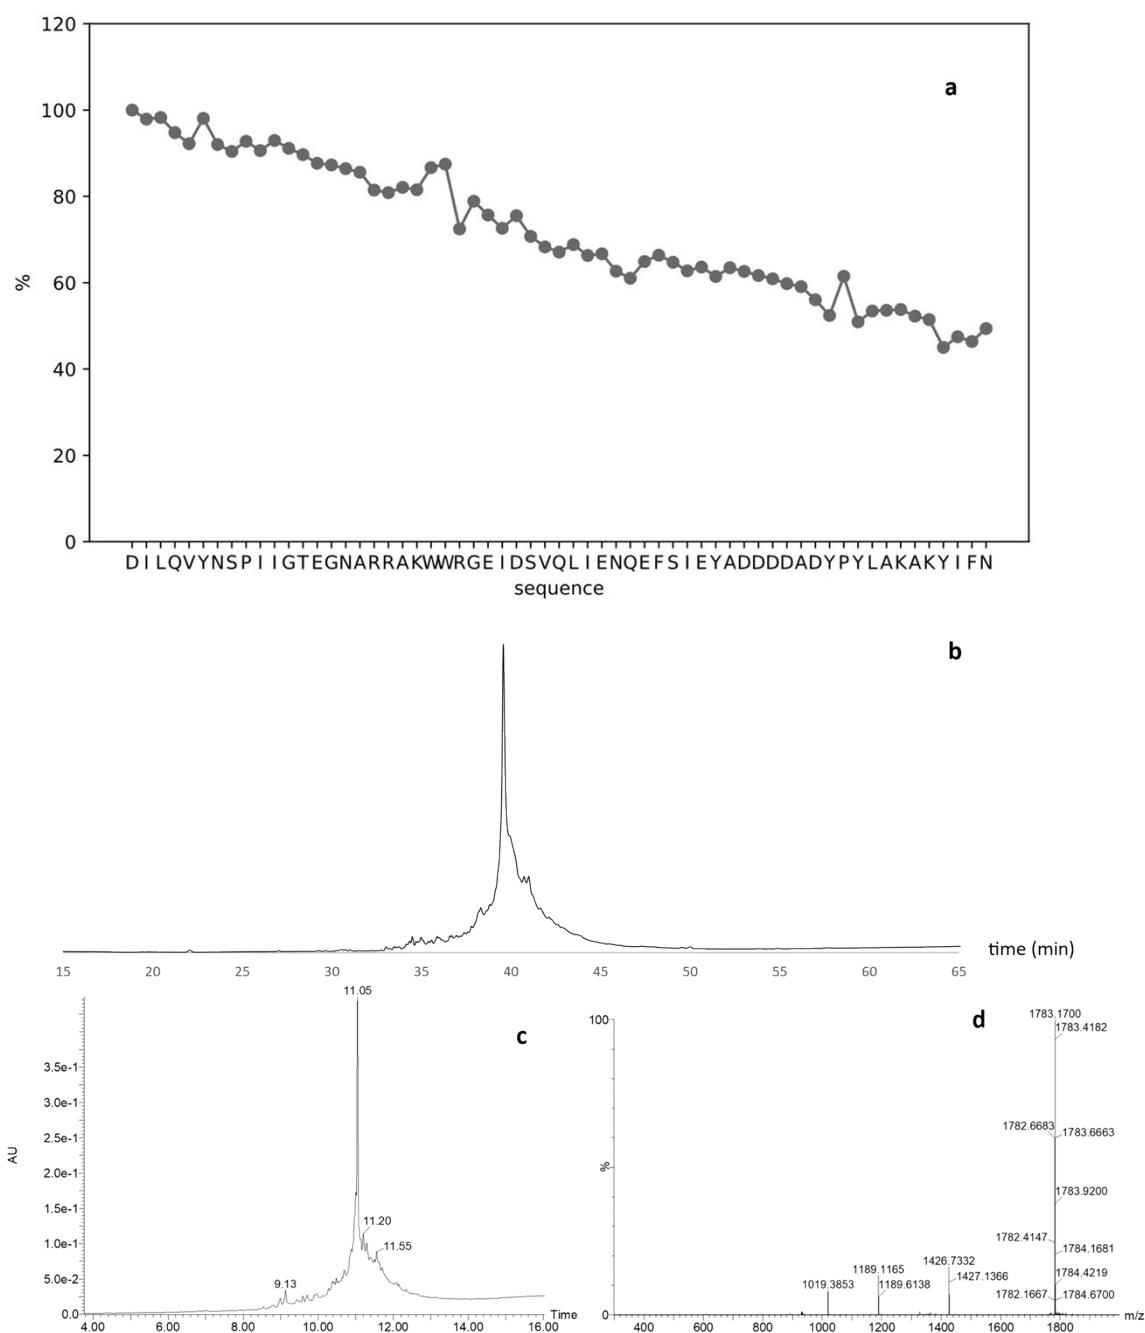 120
a
100
80
60
%
40
20
0
D I L Q V Y N S P I I G T E G N A R R A K W W R G E I D S V Q L I E N Q E F S I E Y A D D D D A D Y P Y L A K A K Y I F N
sequence
b
time (min)
15 20 25 30 35 40 45 50 55 60 65
11.05
c
3.5e-1
3.0e-1
2.5e-1
AU
2.0e-1
1.5e-1
11.20
1.0e-1
11.55
5.0e-2
9.13
0.0
Time
4.00 6.00 8.00 10.00 12.00 14.00 16.00
d
100
1783.1700
1783.4182
1782.6683
1783.6663
%
1783.9200
1782.4147
1784.1681
1426.7332
1189.1165
1427.1366
1784.4219
1019.3853
1189.6138
1782.1667
1784.6700
0
m/z
400 600 800 1000 1200 1400 1600 1800